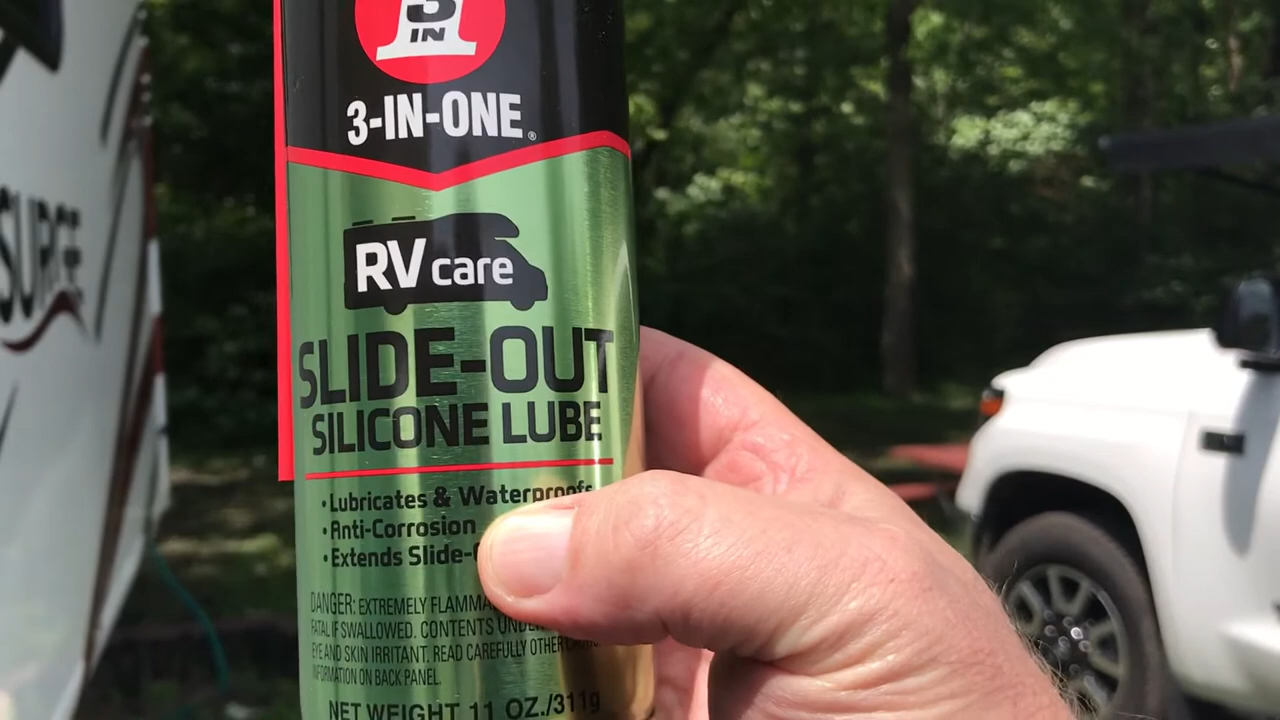 3
IN
3-IN-ONE®
SURGE
RV care
SLIDE-OUT
SILICONE LUBE
• Lubricates & Waterproofs
• Anti-Corrosion
• Extends Slide-
DANGER: EXTREMELY FLAMMA
FATAL IF SWALLOWED. CONTENTS UNDE
EYE AND SKIN IRRITANT. READ CAREFULLY OTHER
INFORMATION ON BACK PANEL.
NET WEIGHT 11 OZ./311g